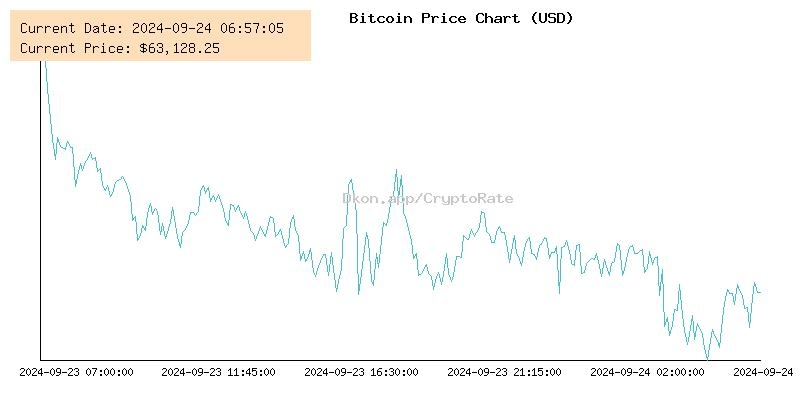 Bitcoin Price Chart (USD)
Current Date: 2024-09-24 06:57:05
Current Price: $63,128.25
Dkon.app/CryptoRate
2024-09-23 07:00:00 2024-09-23 11:45:00 2024-09-23 16:30:00 2024-09-23 21:15:00 2024-09-24 02:00:00 2024-09-24